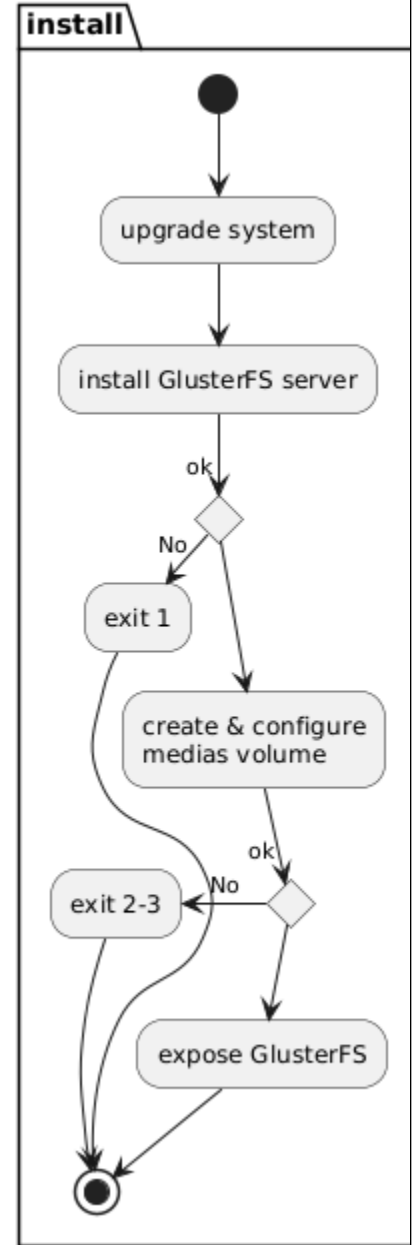 install
upgrade system
install GlusterFS server
ok
No
exit 1
create & configure
medias volume
ok
No
exit 2-3
expose GlusterFS